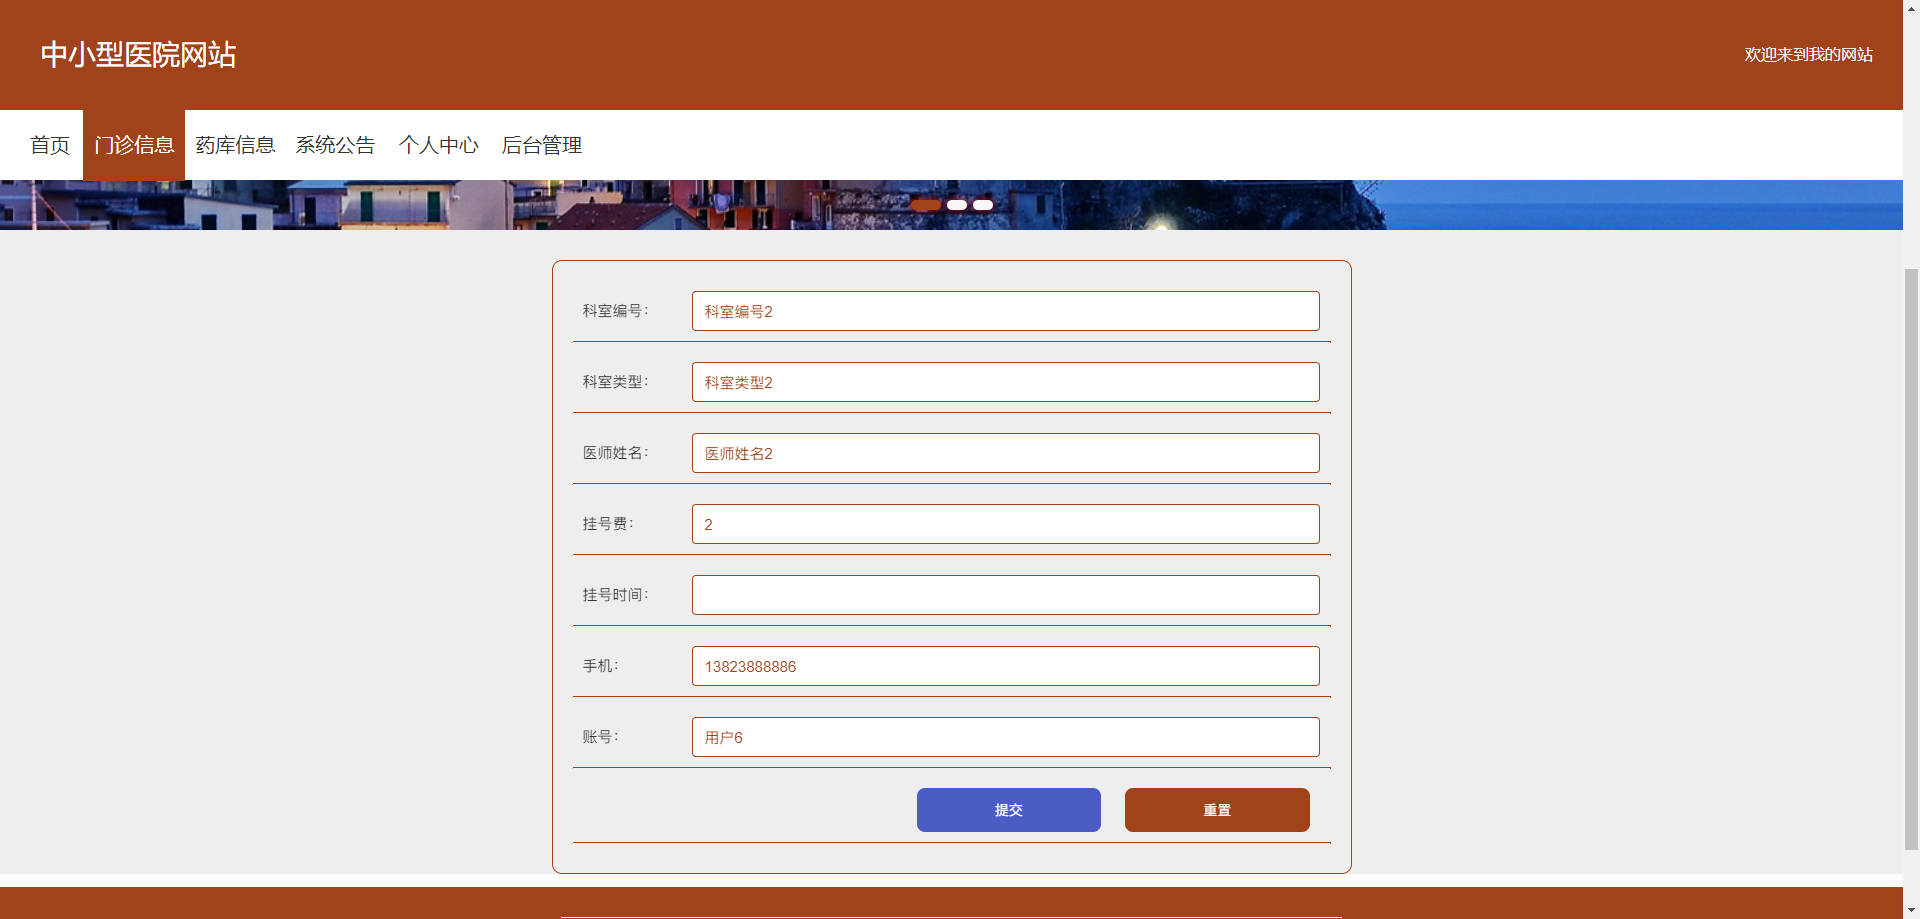 中小型医院网站
欢迎来到我的网站
首页 门诊信息 药库信息 系统公告 个人中心 后台管理
科室编号： 科室编号2
科室类型： 科室类型2
医师姓名： 医师姓名2
挂号费： 2
挂号时间：
手机： 13823888886
账号： 用户6
提交 重置